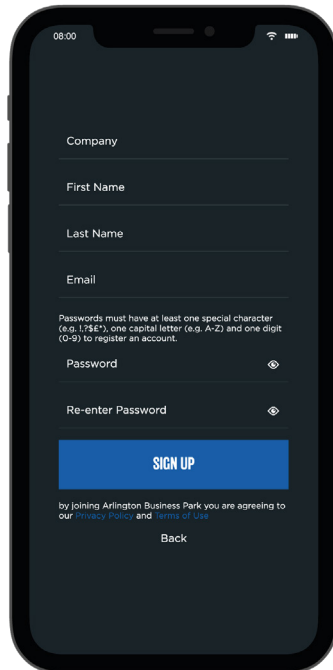 08:00
Company
First Name
Last Name
Email
Passwords must have at least one special character
(e.g. !,?$£*), one capital letter (e.g. A-Z) and one digit
(0-9) to register an account.
Password
Re-enter Password
SIGN UP
by joining Arlington Business Park you are agreeing to
our Privacy Policy and Terms of Use
Back